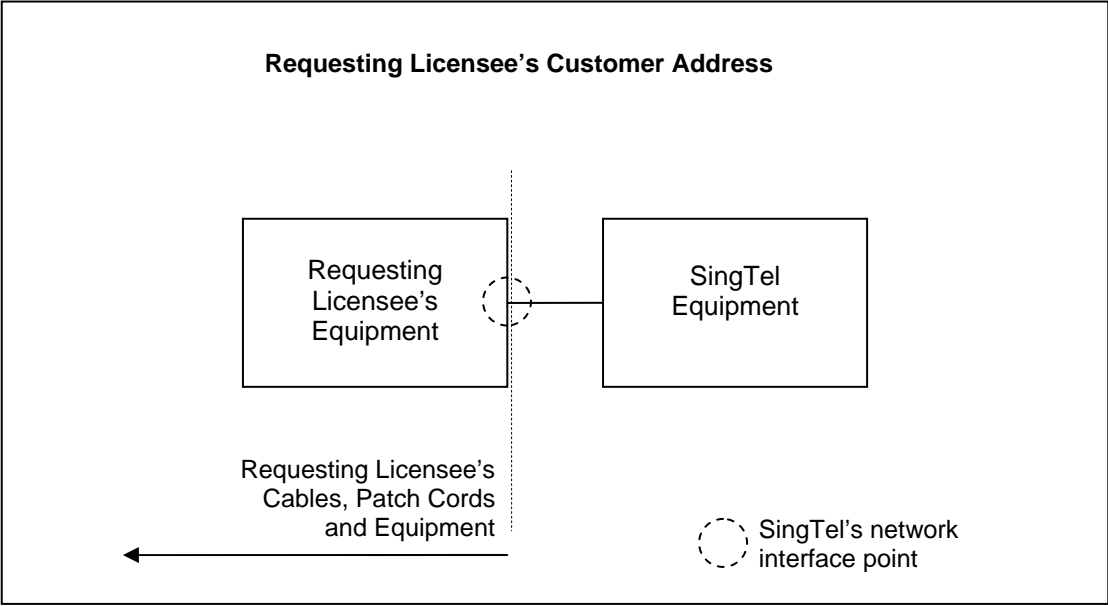 Requesting Licensee’s Customer Address
Requesting
Licensee’s
Equipment
SingTel
Equipment
Requesting Licensee’s
Cables, Patch Cords
and Equipment
SingTel’s network
interface point